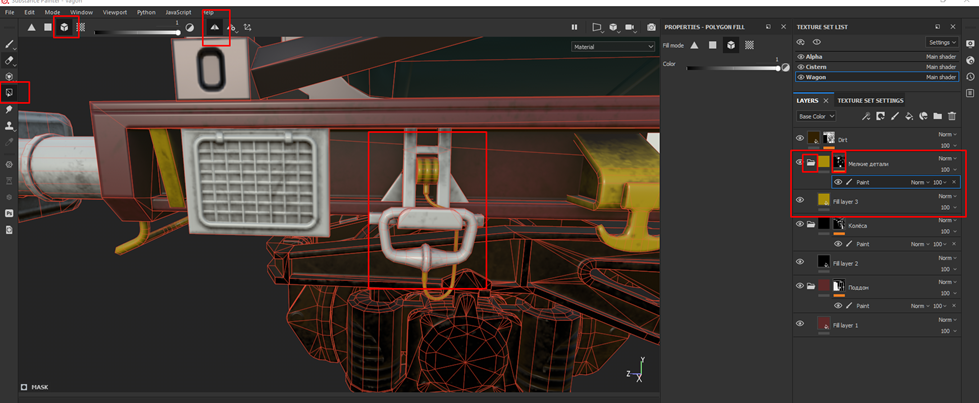 Substance Painter - Wagon
File Edit Mode Window Viewport Python JavaScript Help
1
Material
PROPERTIES - POLYGON FILL
Fill mode
1
Color
TEXTURE SET LIST
Settings
Alpha Main shader
Cistern Main shader
Wagon Main shader
LAYERS × TEXTURE SET SETTINGS
Base Color
Dirt Norm
100
Мелкие детали Norm
100
Paint Norm 100 ×
Fill layer 3 Norm
100
Колёса Norm
100
Paint Norm 100 ×
Fill layer 2 Norm
100
Поддон Norm
100
Paint Norm 100 ×
Fill layer 1 Norm
100
Y
Z X
MASK
Ps